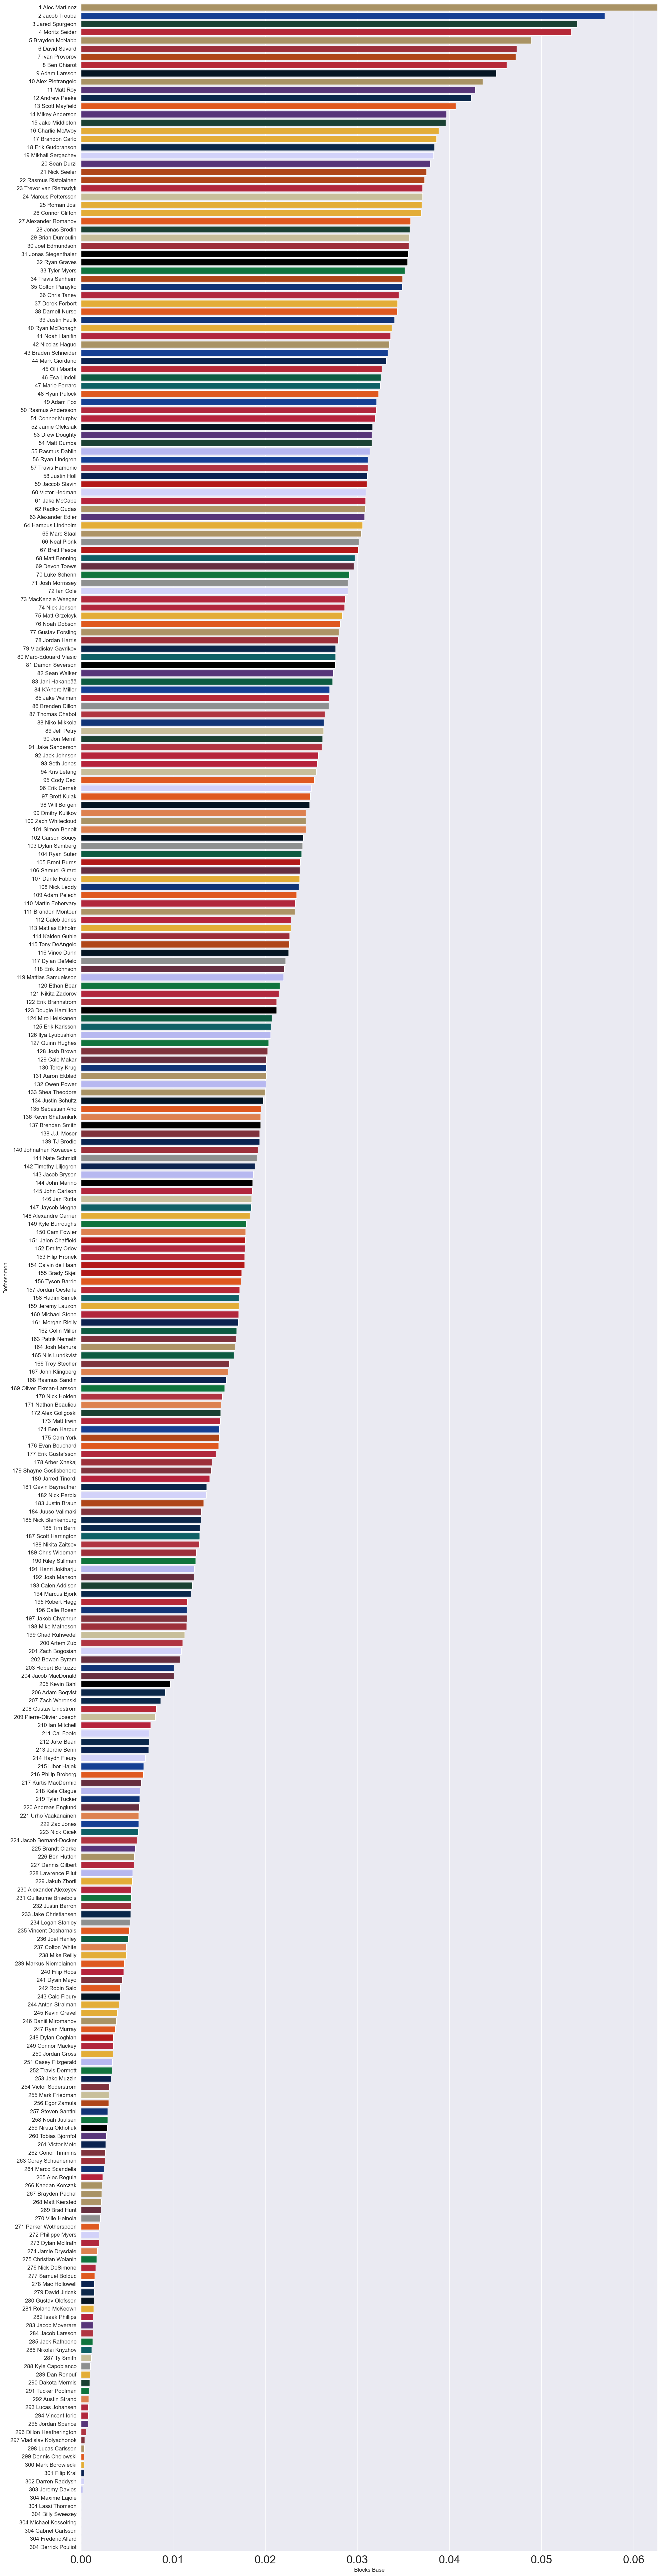 1 Alec Martinez
2 Jacob Trouba
3 Jared Spurgeon
4 Moritz Seider
5 Brayden McNabb
6 David Savard
7 Ivan Provorov
8 Ben Chiarot
9 Adam Larsson
10 Alex Pietrangelo
11 Matt Roy
12 Andrew Peeke
13 Scott Mayfield
14 Mikey Anderson
15 Jake Middleton
16 Charlie McAvoy
17 Brandon Carlo
18 Erik Gudbranson
19 Mikhail Sergachev
20 Sean Durzi
21 Nick Seeler
22 Rasmus Ristolainen
23 Trevor van Riemsdyk
24 Marcus Pettersson
25 Roman Josi
26 Connor Clifton
27 Alexander Romanov
28 Jonas Brodin
29 Brian Dumoulin
30 Joel Edmundson
31 Jonas Siegenthaler
32 Ryan Graves
33 Tyler Myers
34 Travis Sanheim
35 Colton Parayko
36 Chris Tanev
37 Derek Forbort
38 Darnell Nurse
39 Justin Faulk
40 Ryan McDonagh
41 Noah Hanifin
42 Nicolas Hague
43 Braden Schneider
44 Mark Giordano
45 Olli Maatta
46 Esa Lindell
47 Mario Ferraro
48 Ryan Pulock
49 Adam Fox
50 Rasmus Andersson
51 Connor Murphy
52 Jamie Oleksiak
53 Drew Doughty
54 Matt Dumba
55 Rasmus Dahlin
56 Ryan Lindgren
57 Travis Hamonic
58 Justin Holl
59 Jaccob Slavin
60 Victor Hedman
61 Jake McCabe
62 Radko Gudas
63 Alexander Edler
64 Hampus Lindholm
65 Marc Staal
66 Neal Pionk
67 Brett Pesce
68 Matt Benning
69 Devon Toews
70 Luke Schenn
71 Josh Morrissey
72 Ian Cole
73 MacKenzie Weegar
74 Nick Jensen
75 Matt Grzelcyk
76 Noah Dobson
77 Gustav Forsling
78 Jordan Harris
79 Vladislav Gavrikov
80 Marc-Edouard Vlasic
81 Damon Severson
82 Sean Walker
83 Jani Hakanpää
84 K'Andre Miller
85 Jake Walman
86 Brenden Dillon
87 Thomas Chabot
88 Niko Mikkola
89 Jeff Petry
90 Jon Merrill
91 Jake Sanderson
92 Jack Johnson
93 Seth Jones
94 Kris Letang
95 Cody Ceci
96 Erik Cernak
97 Brett Kulak
98 Will Borgen
99 Dmitry Kulikov
100 Zach Whitecloud
101 Simon Benoit
102 Carson Soucy
103 Dylan Samberg
104 Ryan Suter
105 Brent Burns
106 Samuel Girard
107 Dante Fabbro
108 Nick Leddy
109 Adam Pelech
110 Martin Fehervary
111 Brandon Montour
112 Caleb Jones
113 Mattias Ekholm
114 Kaiden Guhle
115 Tony DeAngelo
116 Vince Dunn
117 Dylan DeMelo
118 Erik Johnson
119 Mattias Samuelsson
120 Ethan Bear
121 Nikita Zadorov
122 Erik Brannstrom
123 Dougie Hamilton
124 Miro Heiskanen
125 Erik Karlsson
126 Ilya Lyubushkin
127 Quinn Hughes
128 Josh Brown
129 Cale Makar
130 Torey Krug
131 Aaron Ekblad
132 Owen Power
133 Shea Theodore
134 Justin Schultz
135 Sebastian Aho
136 Kevin Shattenkirk
137 Brendan Smith
138 J.J. Moser
139 TJ Brodie
140 Johnathan Kovacevic
141 Nate Schmidt
142 Timothy Liljegren
143 Jacob Bryson
144 John Marino
145 John Carlson
146 Jan Rutta
147 Jaycob Megna
148 Alexandre Carrier
149 Kyle Burroughs
150 Cam Fowler
151 Jalen Chatfield
152 Dmitry Orlov
153 Filip Hronek
154 Calvin de Haan
155 Brady Skjei
156 Tyson Barrie
157 Jordan Oesterle
158 Radim Simek
159 Jeremy Lauzon
160 Michael Stone
161 Morgan Rielly
162 Colin Miller
163 Patrik Nemeth
164 Josh Mahura
165 Nils Lundkvist
166 Troy Stecher
167 John Klingberg
168 Rasmus Sandin
169 Oliver Ekman-Larsson
170 Nick Holden
171 Nathan Beaulieu
172 Alex Goligoski
173 Matt Irwin
174 Ben Harpur
175 Cam York
176 Evan Bouchard
177 Erik Gustafsson
178 Arber Xhekaj
179 Shayne Gostisbehere
180 Jarred Tinordi
181 Gavin Bayreuther
182 Nick Perbix
183 Justin Braun
184 Juuso Valimaki
185 Nick Blankenburg
186 Tim Berni
187 Scott Harrington
188 Nikita Zaitsev
189 Chris Wideman
190 Riley Stillman
191 Henri Jokiharju
192 Josh Manson
193 Calen Addison
194 Marcus Bjork
195 Robert Hagg
196 Calle Rosen
197 Jakob Chychrun
198 Mike Matheson
199 Chad Ruhwedel
200 Artem Zub
201 Zach Bogosian
202 Bowen Byram
203 Robert Bortuzzo
204 Jacob MacDonald
205 Kevin Bahl
206 Adam Boqvist
207 Zach Werenski
208 Gustav Lindstrom
209 Pierre-Olivier Joseph
210 Ian Mitchell
211 Cal Foote
212 Jake Bean
213 Jordie Benn
214 Haydn Fleury
215 Libor Hajek
216 Philip Broberg
217 Kurtis MacDermid
218 Kale Clague
219 Tyler Tucker
220 Andreas Englund
221 Urho Vaakanainen
222 Zac Jones
223 Nick Cicek
224 Jacob Bernard-Docker
225 Brandt Clarke
226 Ben Hutton
227 Dennis Gilbert
228 Lawrence Pilut
229 Jakub Zboril
230 Alexander Alexeyev
231 Guillaume Brisebois
232 Justin Barron
233 Jake Christiansen
234 Logan Stanley
235 Vincent Desharnais
236 Joel Hanley
237 Colton White
238 Mike Reilly
239 Markus Niemelainen
240 Filip Roos
241 Dysin Mayo
242 Robin Salo
243 Cale Fleury
244 Anton Stralman
245 Kevin Gravel
246 Daniil Miromanov
247 Ryan Murray
248 Dylan Coghlan
249 Connor Mackey
250 Jordan Gross
251 Casey Fitzgerald
252 Travis Dermott
253 Jake Muzzin
254 Victor Soderstrom
255 Mark Friedman
256 Egor Zamula
257 Steven Santini
258 Noah Juulsen
259 Nikita Okhotiuk
260 Tobias Bjornfot
261 Victor Mete
262 Conor Timmins
263 Corey Schueneman
264 Marco Scandella
265 Alec Regula
266 Kaedan Korczak
267 Brayden Pachal
268 Matt Kiersted
269 Brad Hunt
270 Ville Heinola
271 Parker Wotherspoon
272 Philippe Myers
273 Dylan McIlrath
274 Jamie Drysdale
275 Christian Wolanin
276 Nick DeSimone
277 Samuel Bolduc
278 Mac Hollowell
279 David Jiricek
280 Gustav Olofsson
281 Roland McKeown
282 Isaak Phillips
283 Jacob Moverare
284 Jacob Larsson
285 Jack Rathbone
286 Nikolai Knyzhov
287 Ty Smith
288 Kyle Capobianco
289 Dan Renouf
290 Dakota Mermis
291 Tucker Poolman
292 Austin Strand
293 Lucas Johansen
294 Vincent Iorio
295 Jordan Spence
296 Dillon Heatherington
297 Vladislav Kolyachonok
298 Lucas Carlsson
299 Dennis Cholowski
300 Mark Borowiecki
301 Filip Kral
302 Darren Raddysh
303 Jeremy Davies
304 Maxime Lajoie
304 Lassi Thomson
304 Billy Sweezey
304 Michael Kesselring
304 Gabriel Carlsson
304 Frederic Allard
304 Derrick Pouliot
Defensemen
0.00 0.01 0.02 0.03 0.04 0.05 0.06
Blocks Base